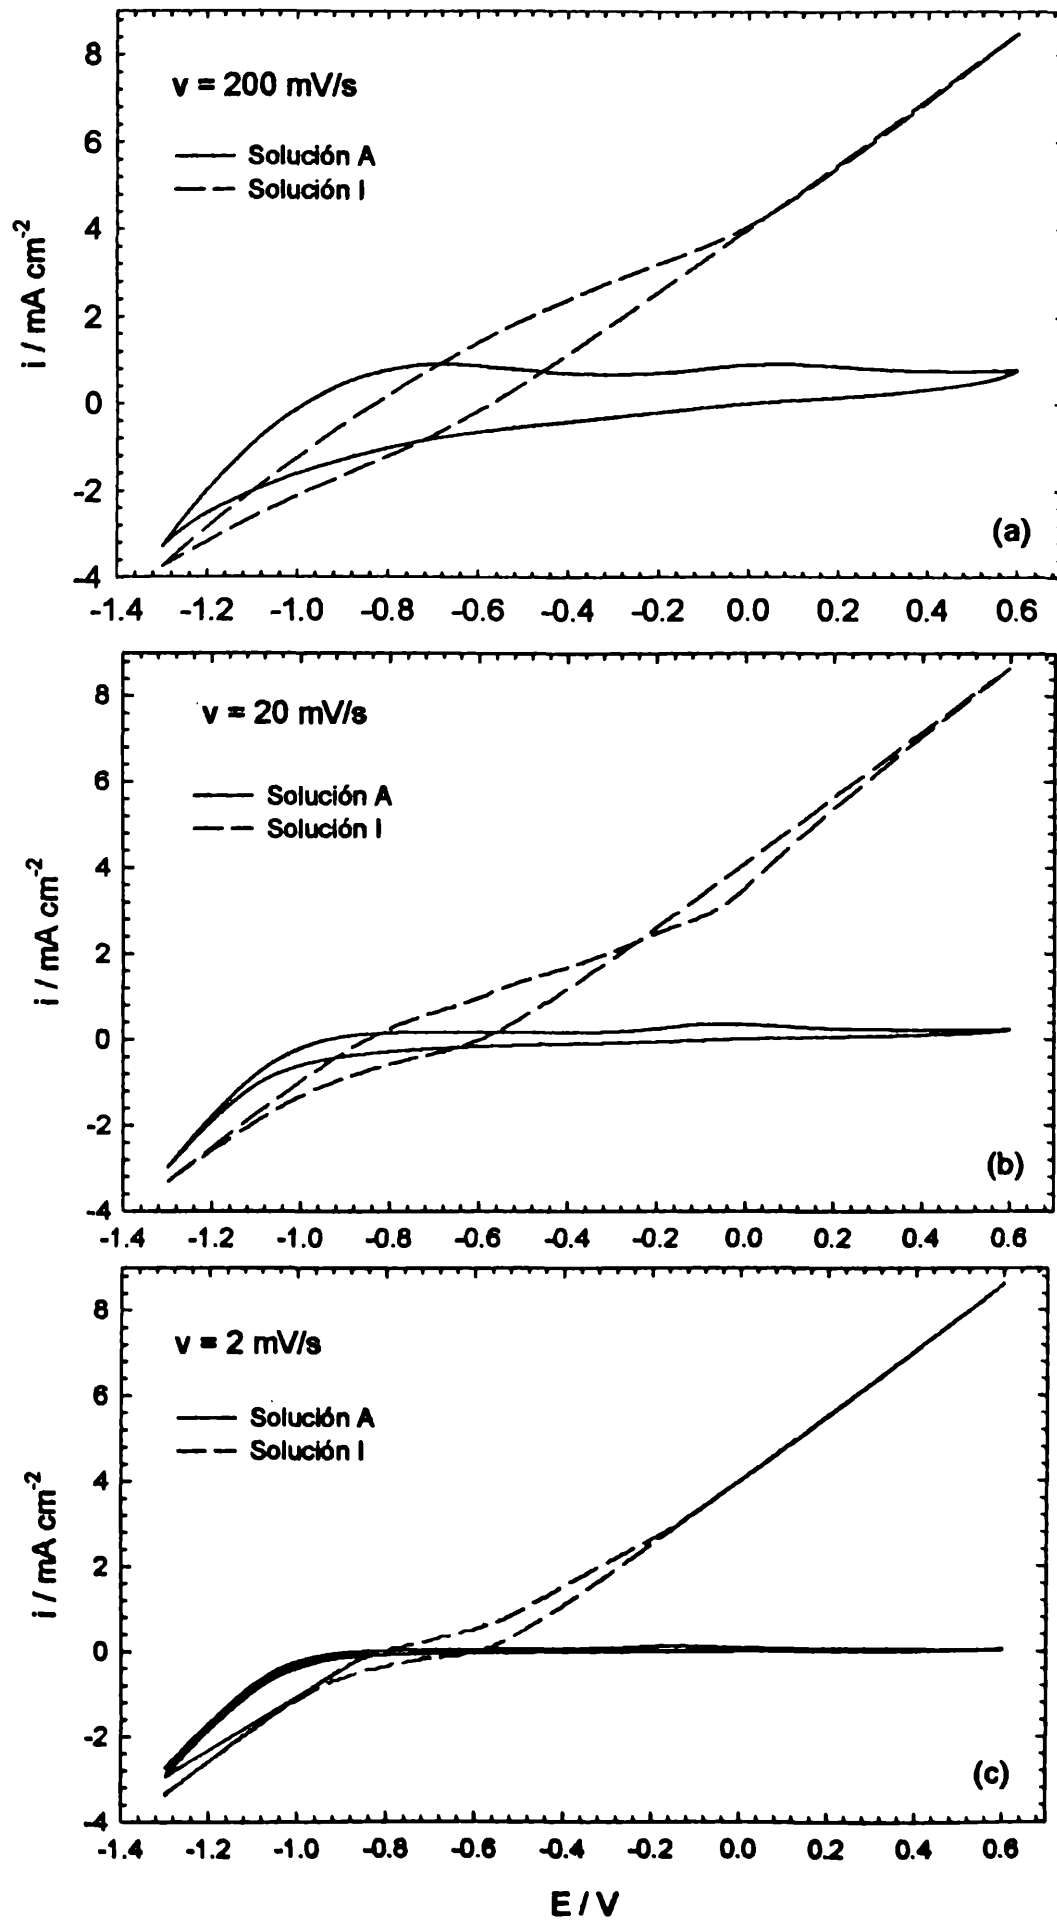 v = 200 mV/s
Solución A
Solución I
i / mA cm-2
8
6
4
2
0
-2
-4
(a)
-1.4 -1.2 -1.0 -0.8 -0.6 -0.4 -0.2 0.0 0.2 0.4 0.6
v = 20 mV/s
Solución A
Solución I
i / mA cm-2
8
6
4
2
0
-2
-4
(b)
-1.4 -1.2 -1.0 -0.8 -0.6 -0.4 -0.2 0.0 0.2 0.4 0.6
v = 2 mV/s
Solución A
Solución I
i / mA cm-2
8
6
4
2
0
-2
-4
(c)
-1.4 -1.2 -1.0 -0.8 -0.6 -0.4 -0.2 0.0 0.2 0.4 0.6
E / V